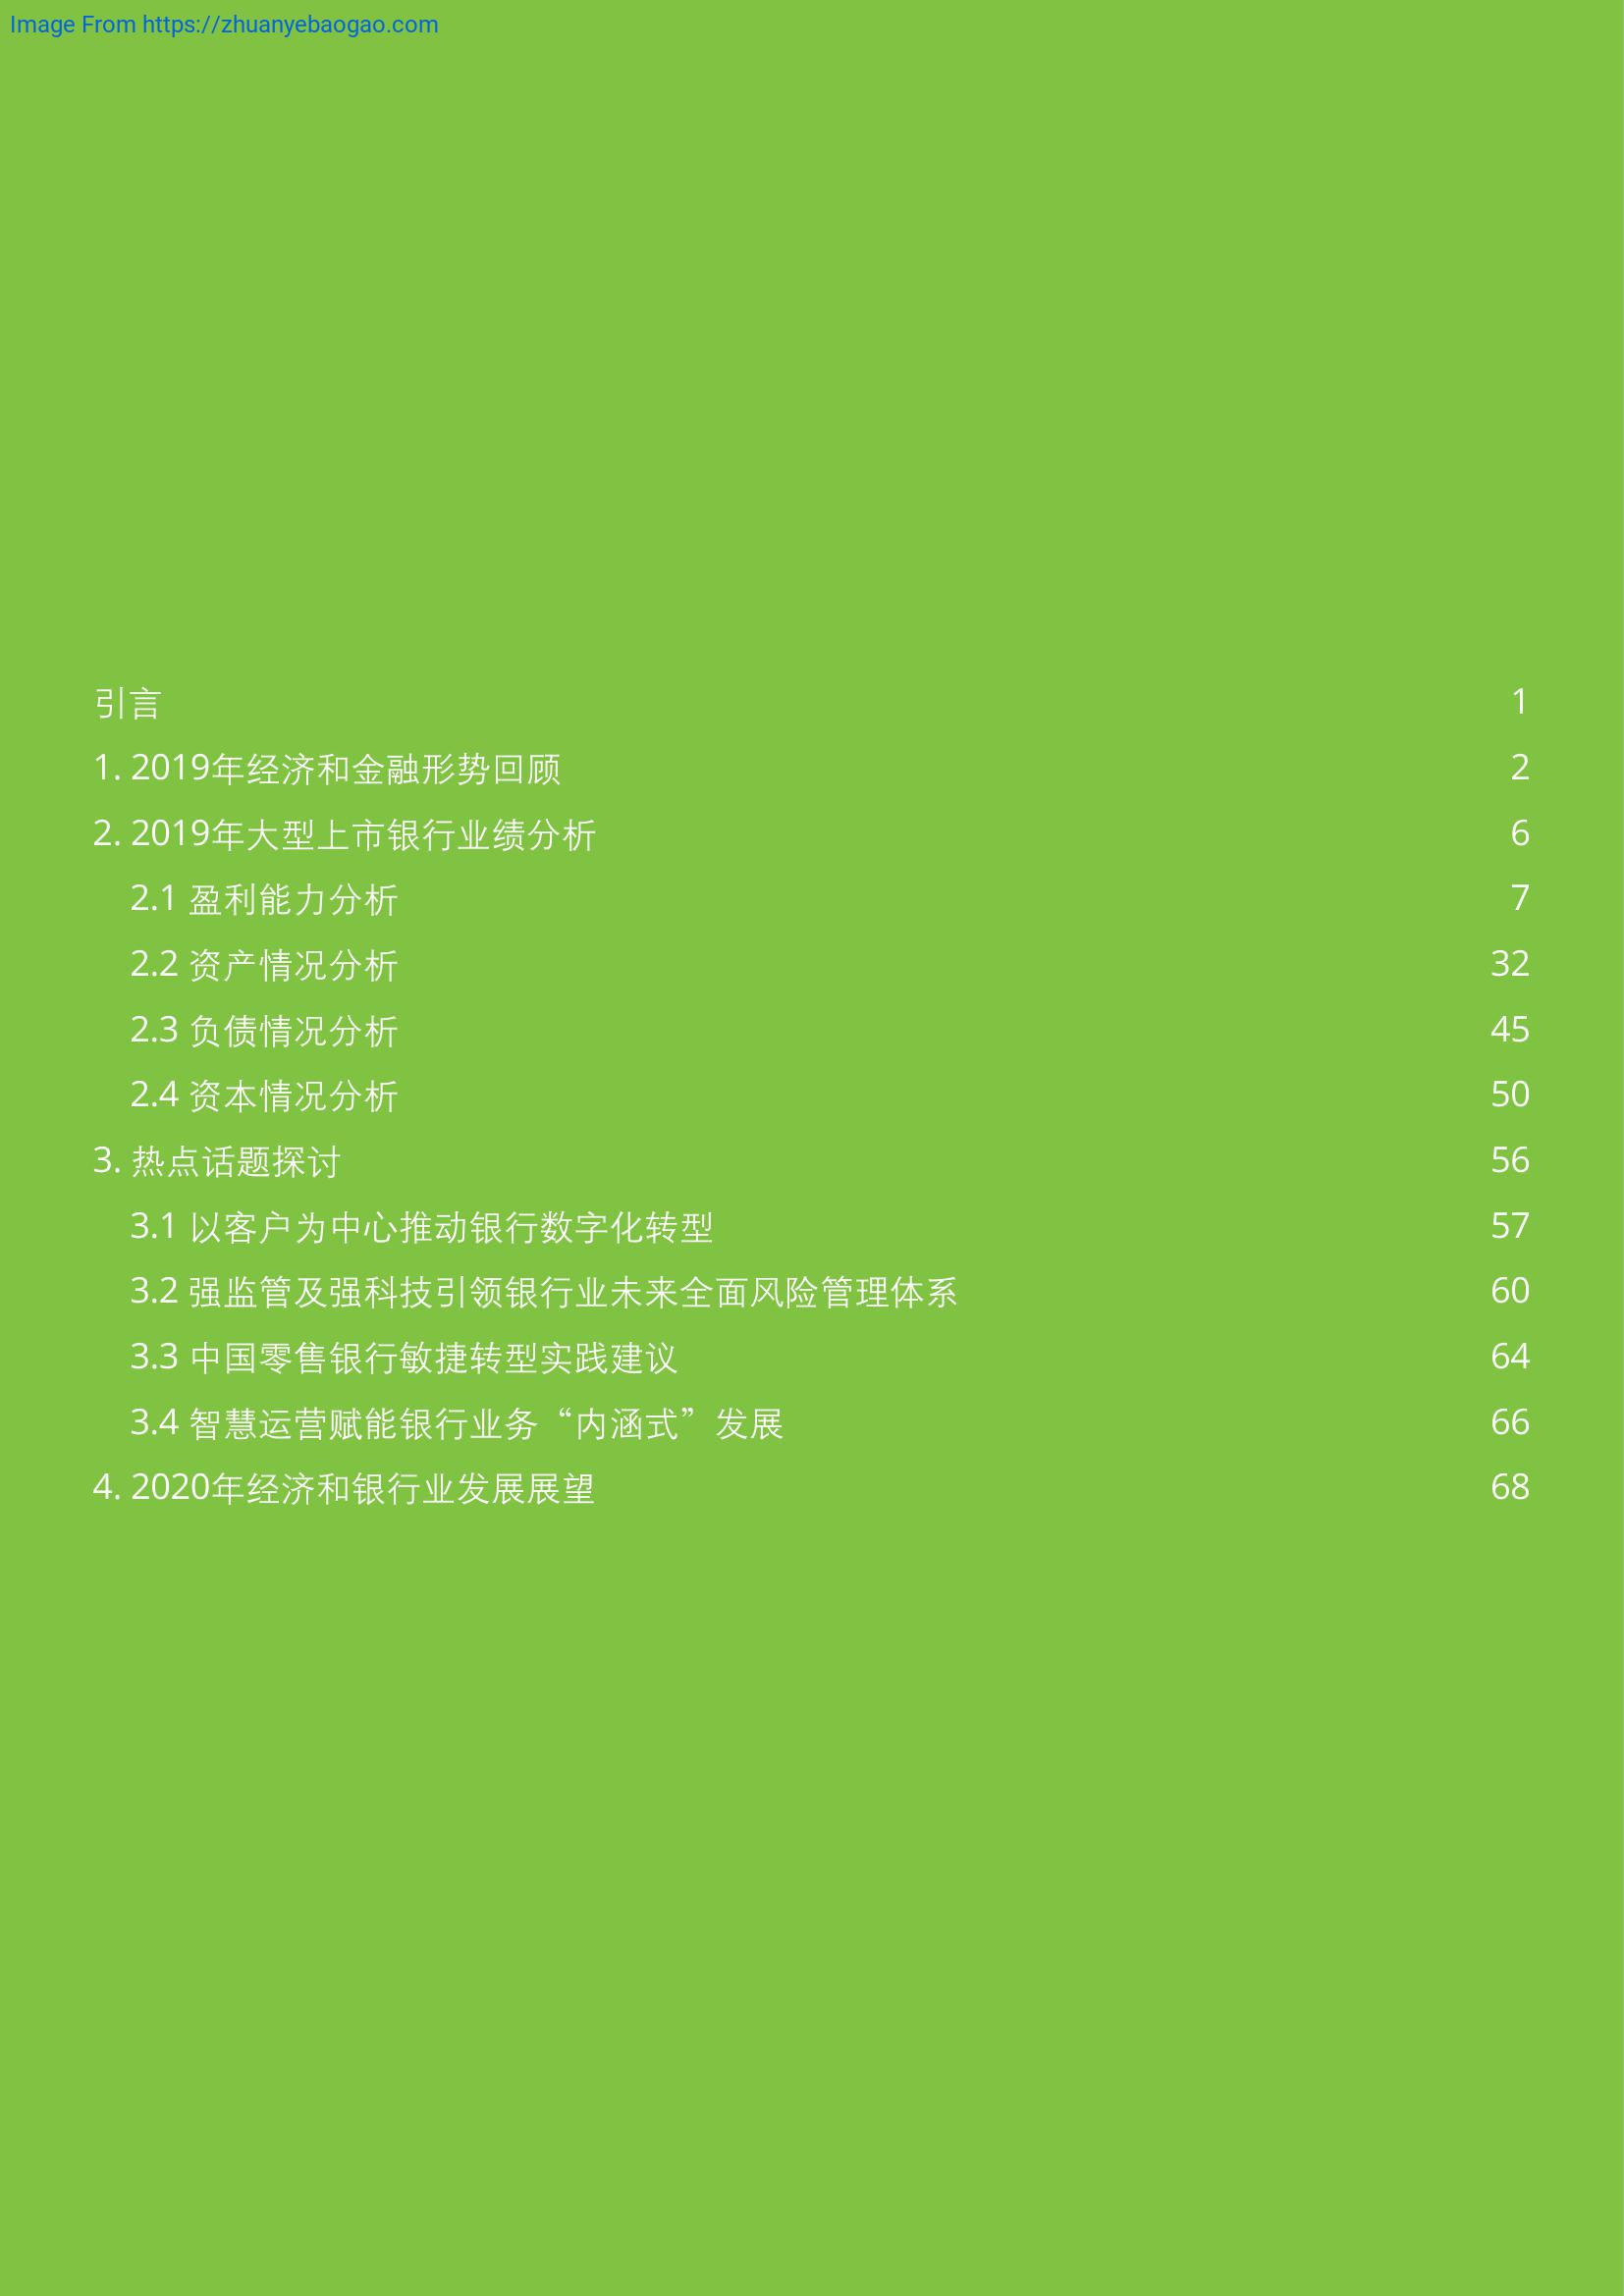 Image From https://zhuanyebaogao.com
引言 1
1. 2019年经济和金融形势回顾 2
2. 2019年大型上市银行业绩分析 6
2.1 盈利能力分析 7
2.2 资产情况分析 32
2.3 负债情况分析 45
2.4 资本情况分析 50
3. 热点话题探讨 56
3.1 以客户为中心推动银行数字化转型 57
3.2 强监管及强科技引领银行业未来全面风险管理体系 60
3.3 中国零售银行敏捷转型实践建议 64
3.4 智慧运营赋能银行业务“内涵式”发展 66
4. 2020年经济和银行业发展展望 68